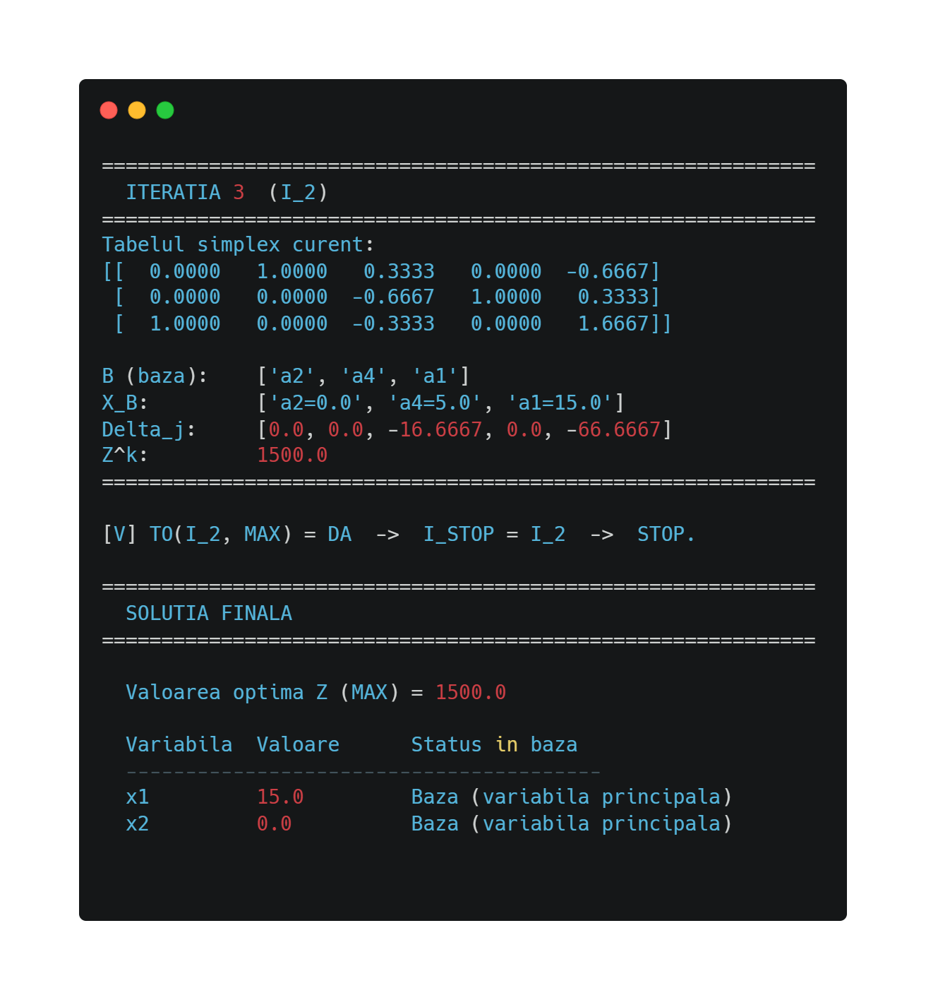 ============================================================
  ITERATIA 3  (I_2)
============================================================
Tabelul simplex curent:
[[  0.0000   1.0000   0.3333   0.0000  -0.6667]
 [  0.0000   0.0000  -0.6667   1.0000   0.3333]
 [  1.0000   0.0000  -0.3333   0.0000   1.6667]]
B (baza):    ['a2', 'a4', 'a1']
X_B:         ['a2=0.0', 'a4=5.0', 'a1=15.0']
Delta_j:     [0.0, 0.0, -16.6667, 0.0, -66.6667]
Z^k:         1500.0
============================================================
[V] TO(I_2, MAX) = DA  ->  I_STOP = I_2  ->  STOP.
============================================================
  SOLUTIA FINALA
============================================================
  Valoarea optima Z (MAX) = 1500.0
  Variabila  Valoare      Status in baza
  ----------------------------------------
  x1         15.0         Baza (variabila principala)
  x2         0.0          Baza (variabila principala)